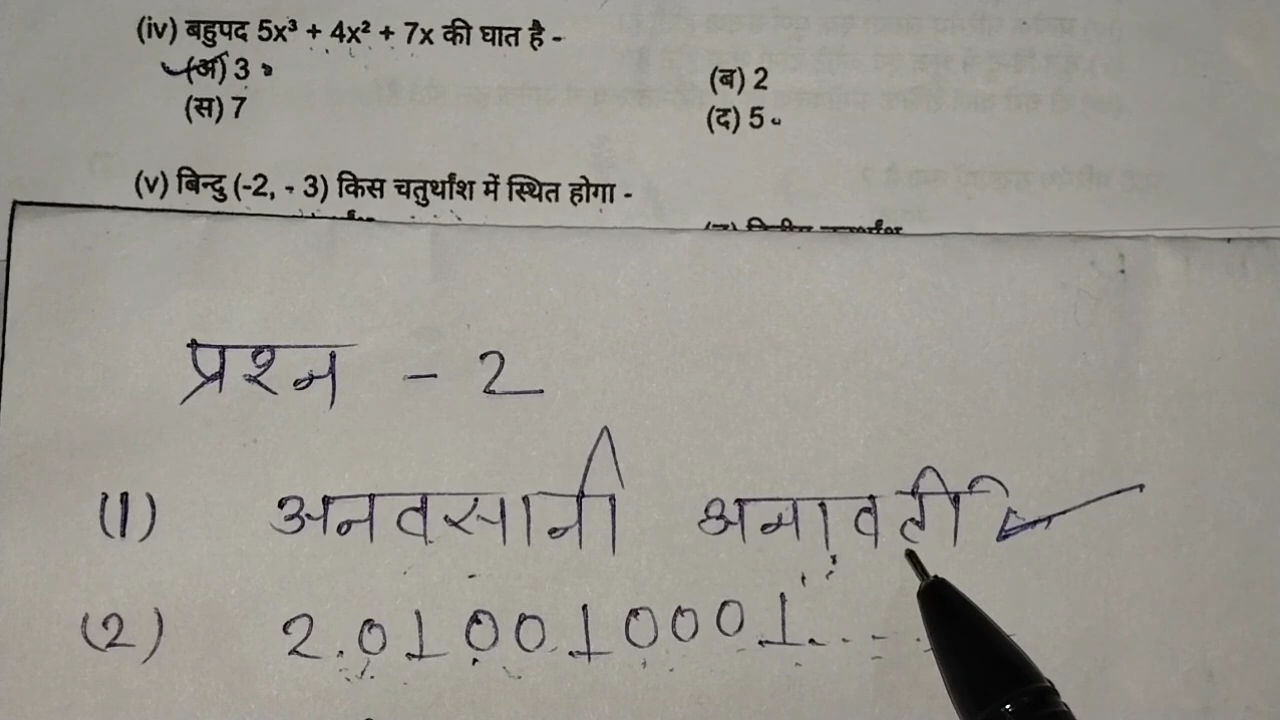 (iv) बहुपद 5x³ + 4x² + 7x की घात है -
(अ) 3
(ब) 2
(स) 7
(द) 5
(v) बिन्दु (-2, - 3) किस चतुर्थांश में स्थित होगा -
प्रश्न - 2
(1) अनवसानी अनावर्ती
(2) 2.010010001....